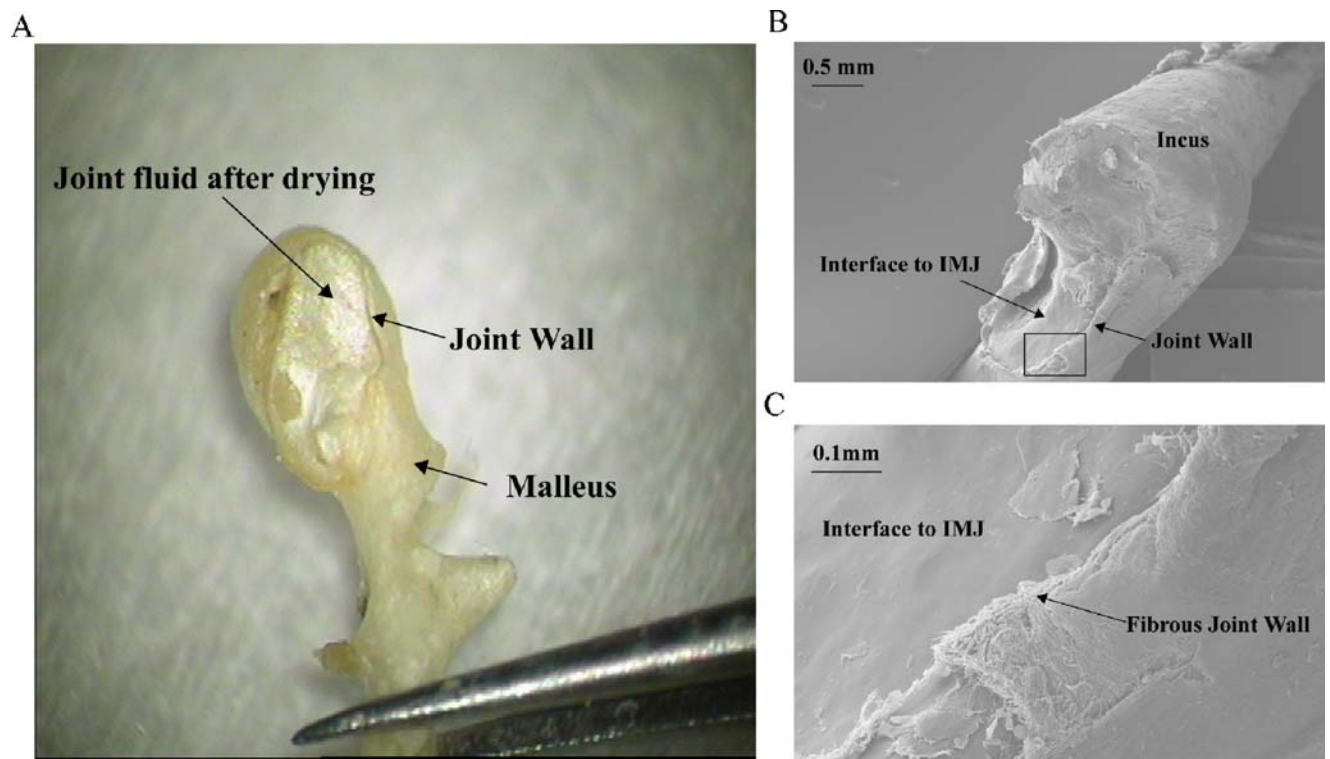 A
Joint fluid after drying
Joint Wall
Malleus
B
0.5 mm
Incus
Interface to IMJ
Joint Wall
C
0.1mm
Interface to IMJ
Fibrous Joint Wall